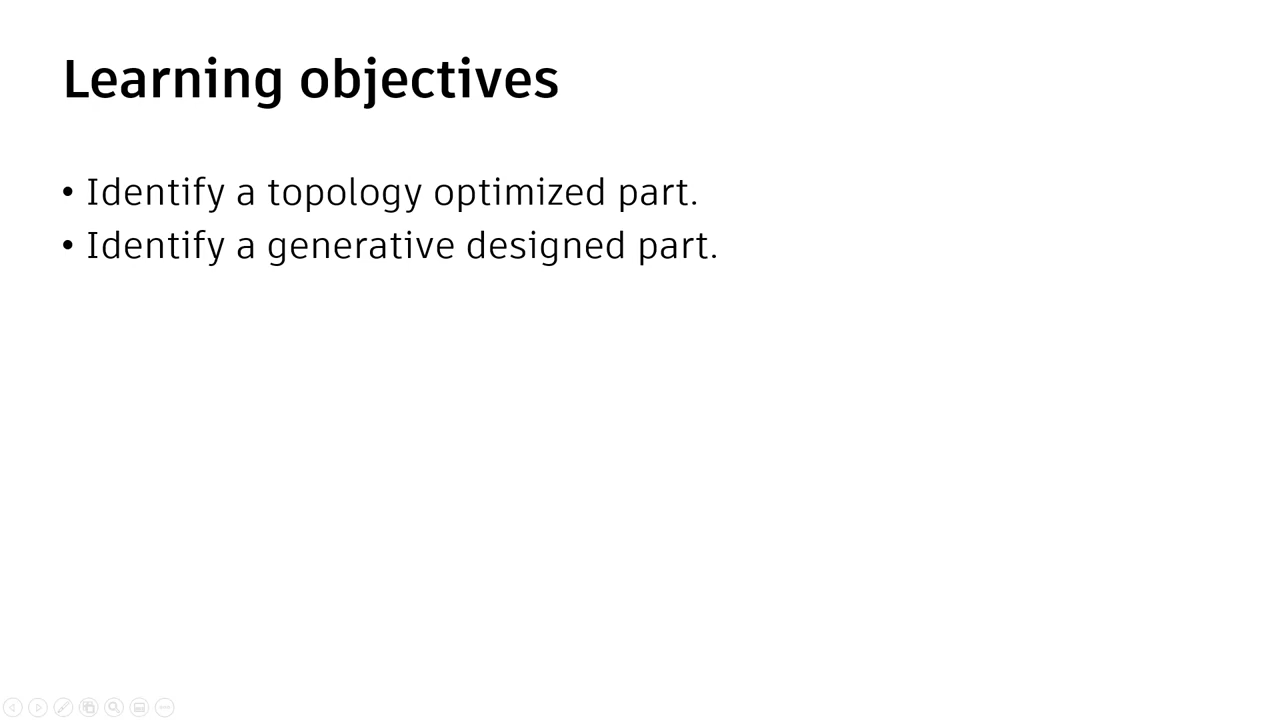 Learning objectives
• Identify a topology optimized part.
• Identify a generative designed part.